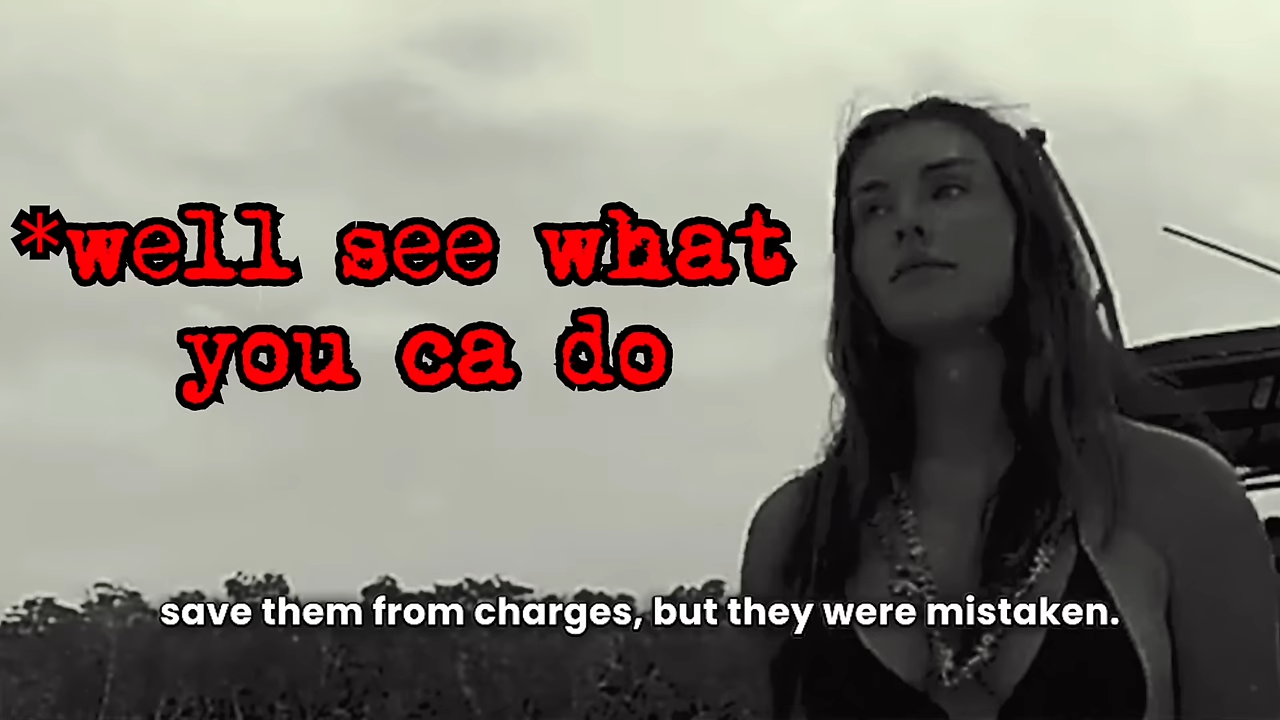 *well see what
you ca do
save them from charges, but they were mistaken.